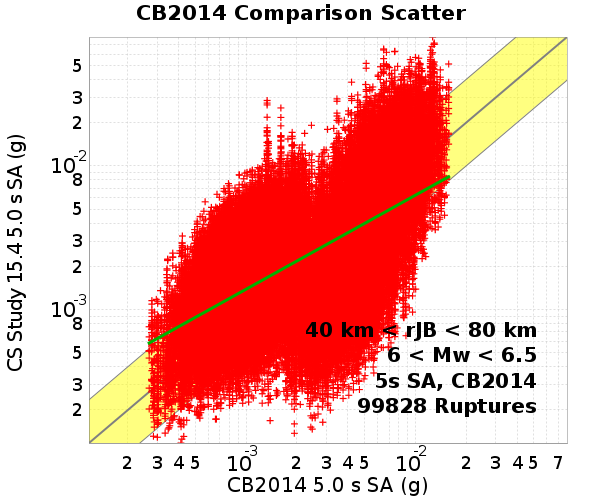 CB2014 Comparison Scatter
CS Study 15.4 5.0 s SA (g)
5
3
2
10-2
8
5
3
2
10-3
8
5
3
2
40 km < rJB < 80 km
6 < Mw < 6.5
5s SA, CB2014
99828 Ruptures
2 3 4 5 10-3 2 3 4 5 10-2 2 3 4 5 7
CB2014 5.0 s SA (g)